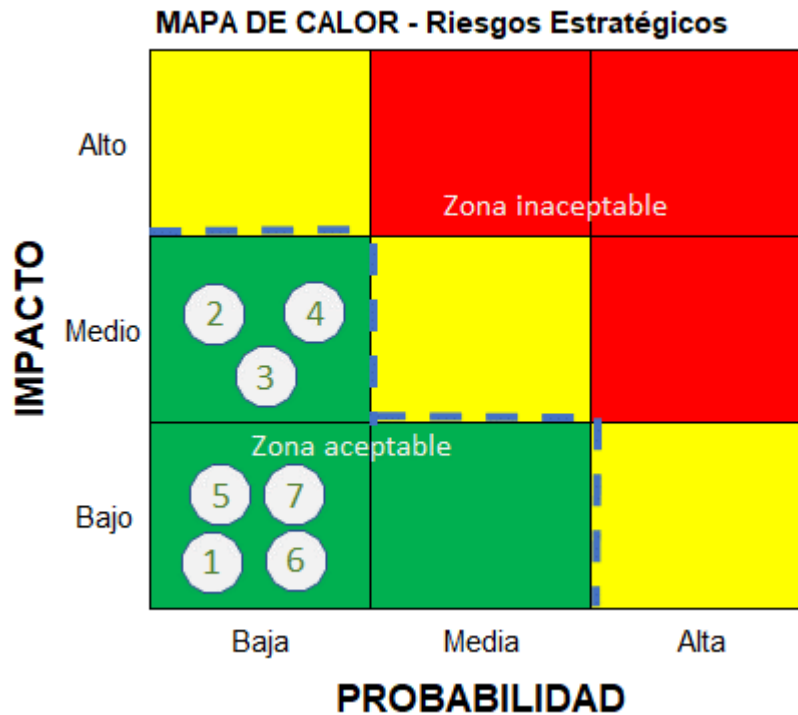 MAPA DE CALOR - Riesgos Estratégicos
Alto
Zona inaceptable
IMPACTO
Medio
2
4
3
Zona aceptable
Bajo
5
7
1
6
Baja
Media
Alta
PROBABILIDAD